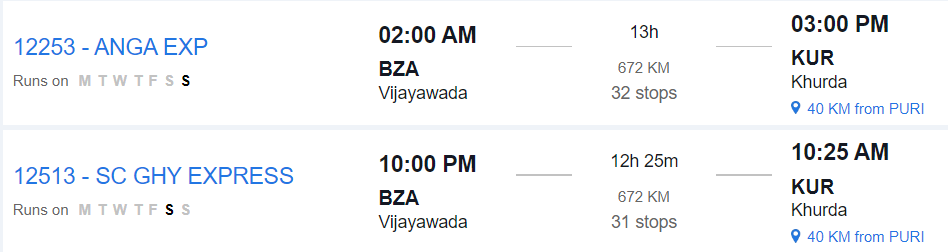 12253 - ANGA EXP
Runs on M T W T F S S
02:00 AM
BZA
Vijayawada
13h
672 KM
32 stops
03:00 PM
KUR
Khurda
40 KM from PURI
12513 - SC GHY EXPRESS
Runs on M T W T F S S
10:00 PM
BZA
Vijayawada
12h 25m
672 KM
31 stops
10:25 AM
KUR
Khurda
40 KM from PURI